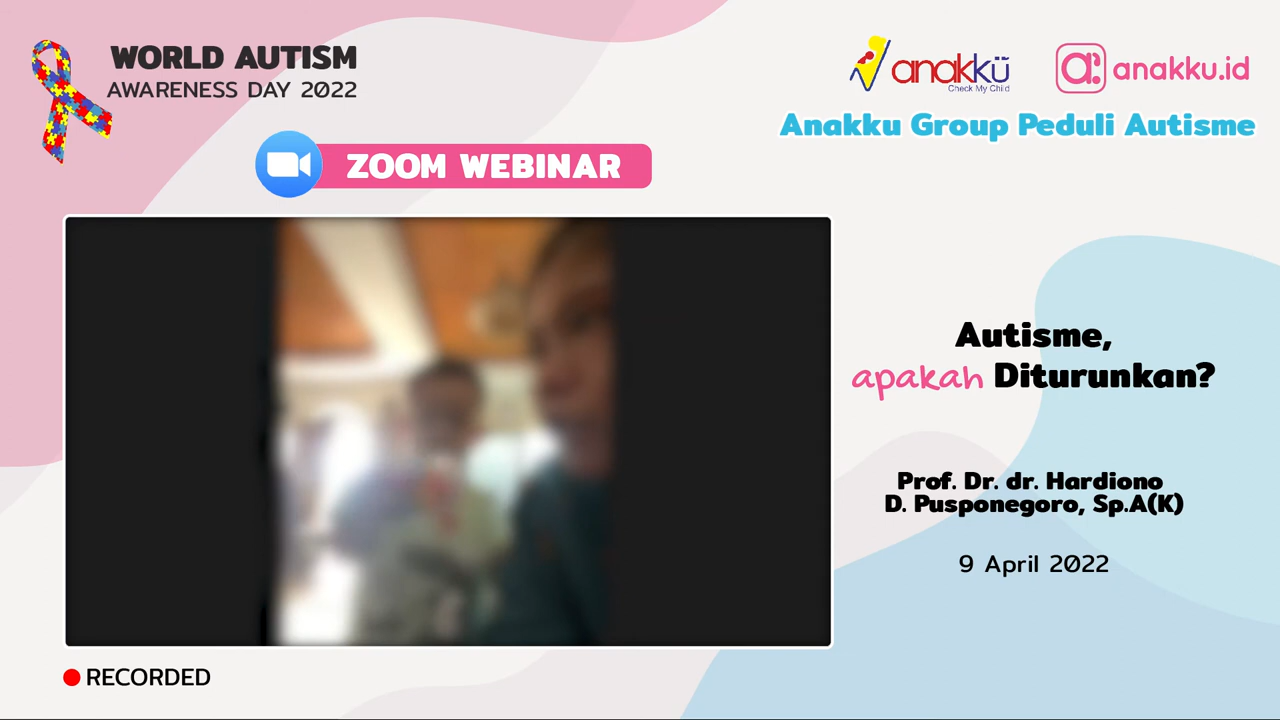 WORLD AUTISM
AWARENESS DAY 2022
anakkü
Check My Child
a:
anakku.id
Anakku Group Peduli Autisme
ZOOM WEBINAR
Autisme,
apakah Diturunkan?
Prof. Dr. dr. Hardiono
D. Pusponegoro, Sp.A(K)
9 April 2022
RECORDED